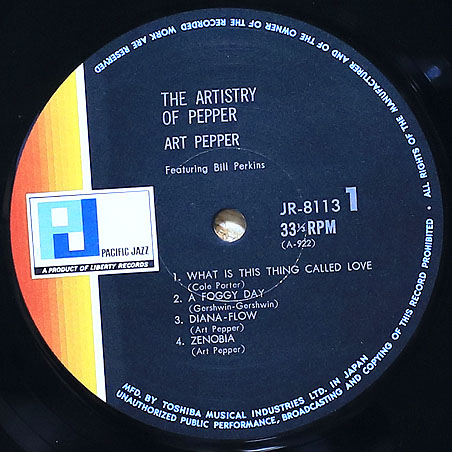 ALL RIGHTS OF THE MANUFACTURER AND OF THE OWNER OF THE RECORDED WORK ARE RESERVED
THE ARTISTRY
OF PEPPER
ART PEPPER
Featuring Bill Perkins
JR-8113 1
33⅓ RPM
(A-922)
PJ
PACIFIC JAZZ
A PRODUCT OF LIBERTY RECORDS
1. WHAT IS THIS THING CALLED LOVE
(Cole Porter)
2. A FOGGY DAY
(Gershwin-Gershwin)
3. DIANA-FLOW
(Art Pepper)
4. ZENOBIA
(Art Pepper)
MFD. BY TOSHIBA MUSICAL INDUSTRIES LTD. IN JAPAN
UNAUTHORIZED PUBLIC PERFORMANCE, BROADCASTING AND COPYING OF THIS RECORD PROHIBITED •